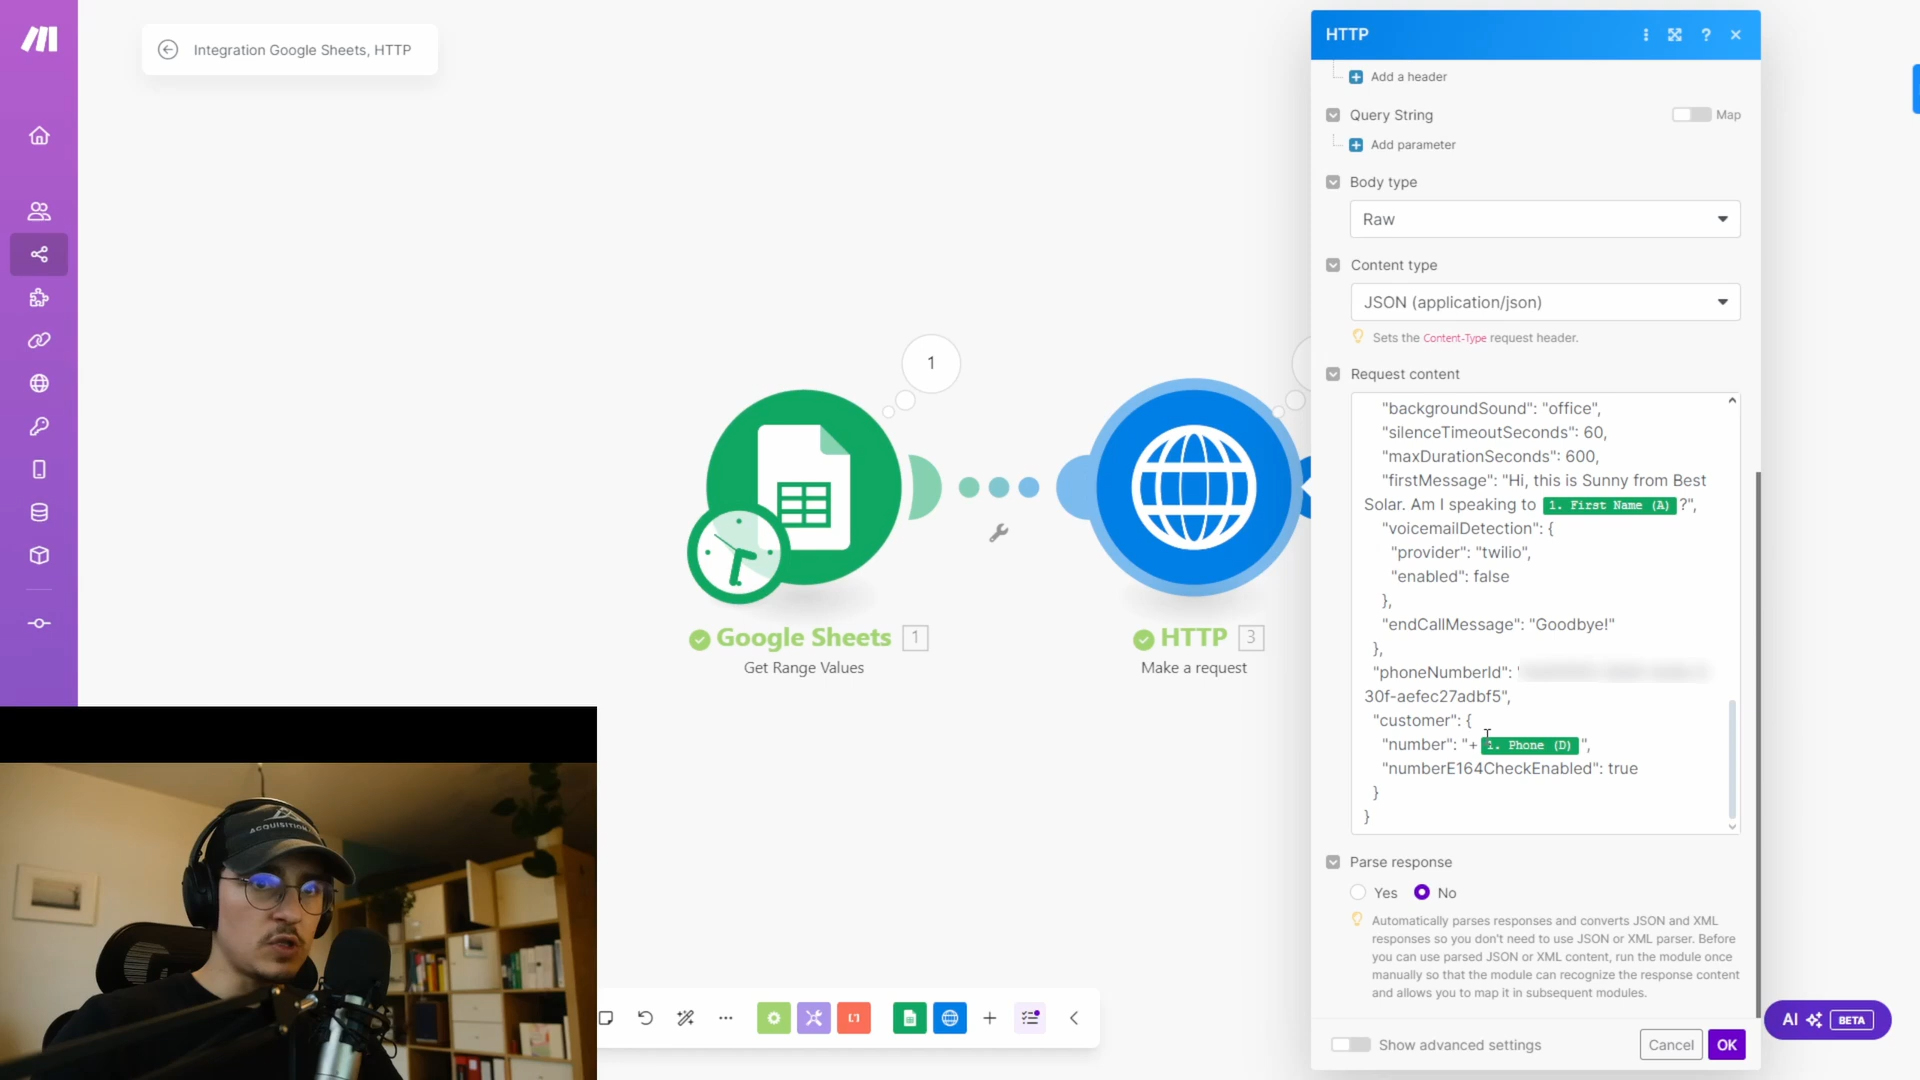 Integration Google Sheets, HTTP
HTTP
Add a header
Query String
Map
Add parameter
Body type
Raw
Content type
JSON (application/json)
Sets the Content-Type request header.
Request content
"backgroundSound": "office",
"silenceTimeoutSeconds": 60,
"maxDurationSeconds": 600,
"firstMessage": "Hi, this is Sunny from Best
Solar. Am I speaking to 1. First Name (A) ?",
"voicemailDetection": {
"provider": "twilio",
"enabled": false
},
"endCallMessage": "Goodbye!"
},
"phoneNumberId": "
30f-aefec27adbf5",
"customer": {
"number": "+ 1. Phone (D) ",
"numberE164CheckEnabled": true
}
}
Parse response
Yes
No
Automatically parses responses and converts JSON and XML
responses so you don't need to use JSON or XML parser. Before
you can use parsed JSON or XML content, run the module once
manually so that the module can recognize the response content
and allows you to map it in subsequent modules.
Show advanced settings
Cancel
OK
1
Google Sheets 1
Get Range Values
HTTP 3
Make a request
AI BETA
ACQUISITION